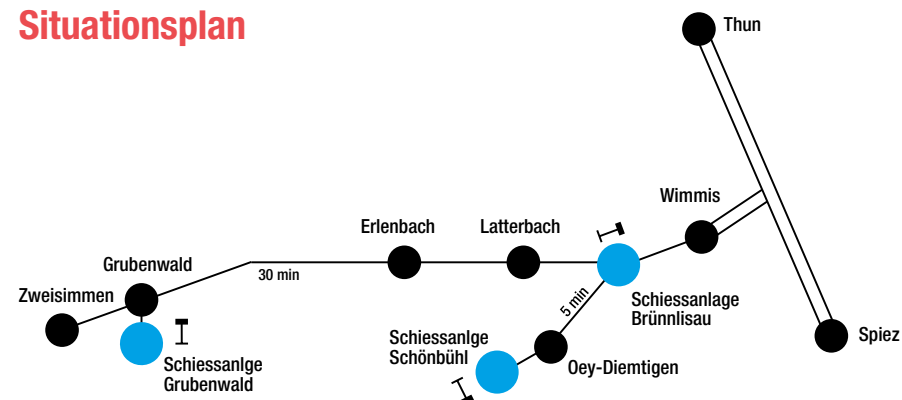 Situationsplan
Thun
Wimmis
Erlenbach
Latterbach
Grubenwald
30 min
Zweisimmen
5 min
Schiessanlage
Brünnlisau
Schiessanlge
Schönbühl
Spiez
Schiessanlge
Grubenwald
Oey-Diemtigen